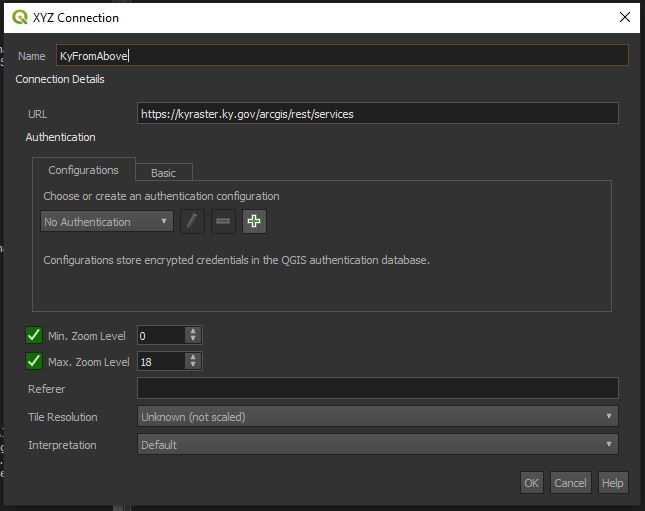 XYZ Connection
Name KyFromAbove
Connection Details
URL https://kyraster.ky.gov/arcgis/rest/services
Authentication
Configurations Basic
Choose or create an authentication configuration
No Authentication
Configurations store encrypted credentials in the QGIS authentication database.
Min. Zoom Level 0
Max. Zoom Level 18
Referer
Tile Resolution Unknown (not scaled)
Interpretation Default
OK Cancel Help